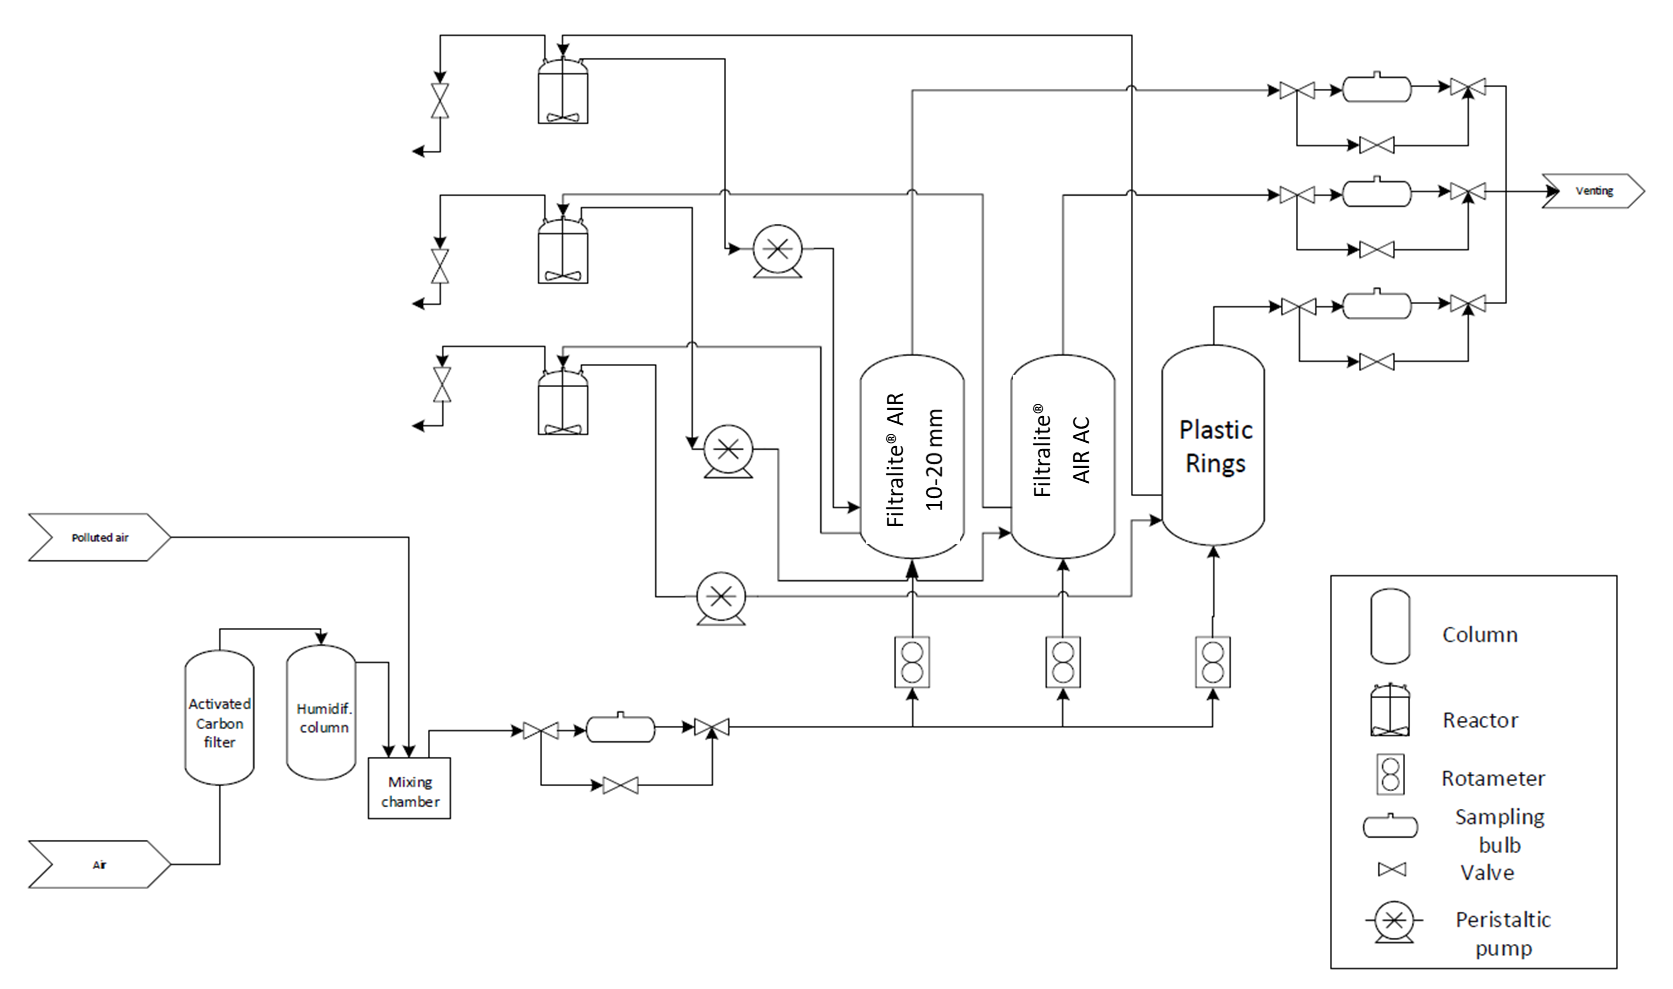 Venting
Filtralite® AIR
10-20 mm
Filtralite®
AIR AC
Plastic
Rings
Polluted air
Activated
Carbon
filter
Humidif.
column
Mixing
chamber
Air
Column
Reactor
Rotameter
Sampling
bulb
Valve
Peristaltic
pump